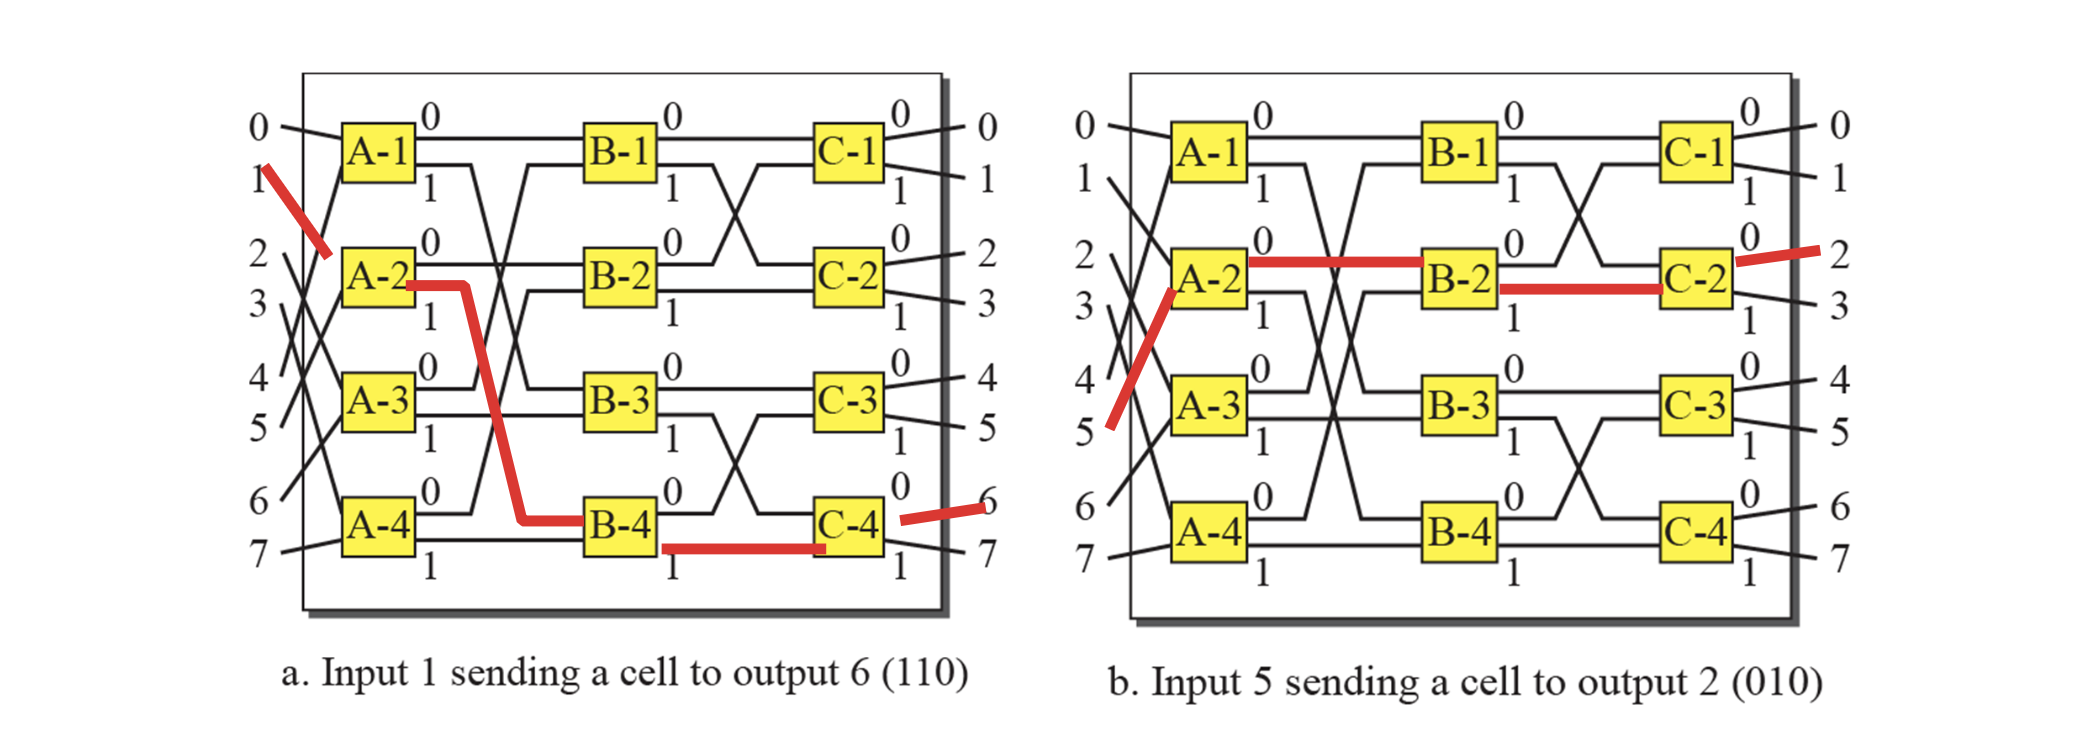 0 0 0 0
0 A-1 B-1 C-1 0
1 1 1 1 1
0 0 0
2 A-2 B-2 C-2 2
3 1 1 1 3
0 0 0
4 A-3 B-3 C-3 4
5 1 1 1 5
0 0 0
6 A-4 B-4 C-4 6
7 1 1 1 7
a. Input 1 sending a cell to output 6 (110)
0 0 0
0 A-1 B-1 C-1 0
1 1 1 1 1
0 0 0
2 A-2 B-2 C-2 2
3 1 1 1 3
0 0 0
4 A-3 B-3 C-3 4
5 1 1 1 5
0 0 0
6 A-4 B-4 C-4 6
7 1 1 1 7
b. Input 5 sending a cell to output 2 (010)